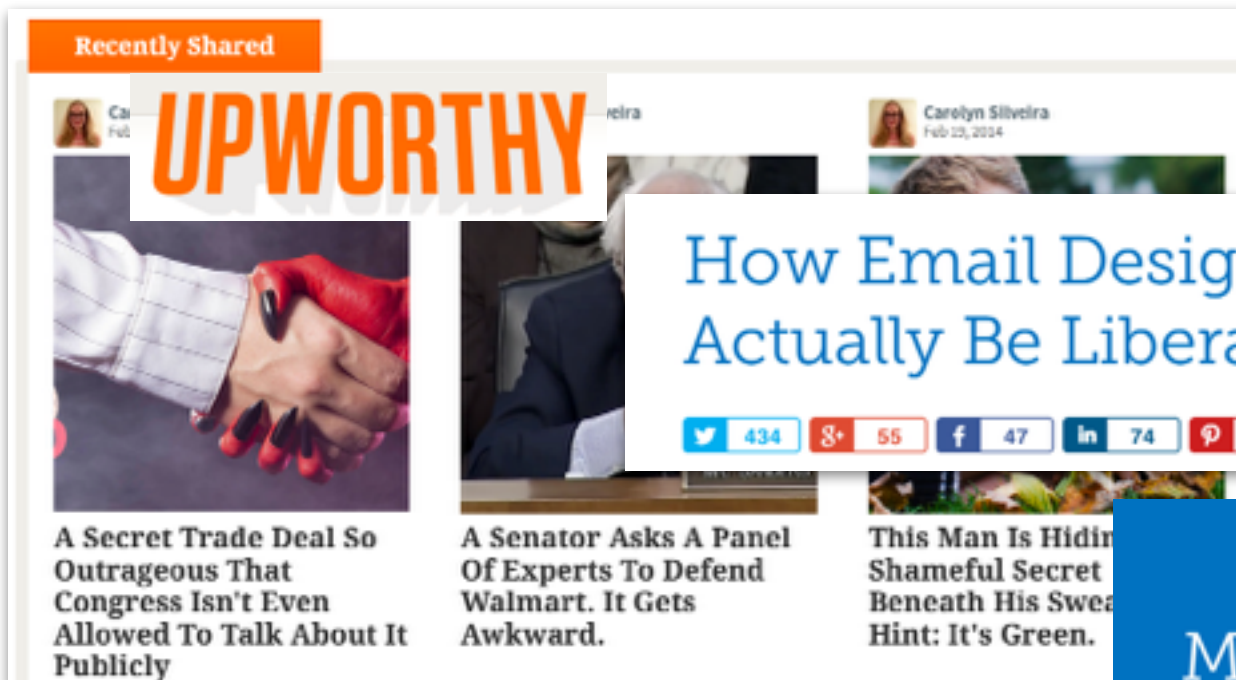 Recently Shared
UPWORTHY
Carolyn Silveira
Feb 19, 2014
How Email Desig
Actually Be Libera
434
55
47
74
A Secret Trade Deal So
Outrageous That
Congress Isn't Even
Allowed To Talk About It
Publicly
A Senator Asks A Panel
Of Experts To Defend
Walmart. It Gets
Awkward.
This Man Is Hidin
Shameful Secret
Beneath His Swea
Hint: It's Green.
M